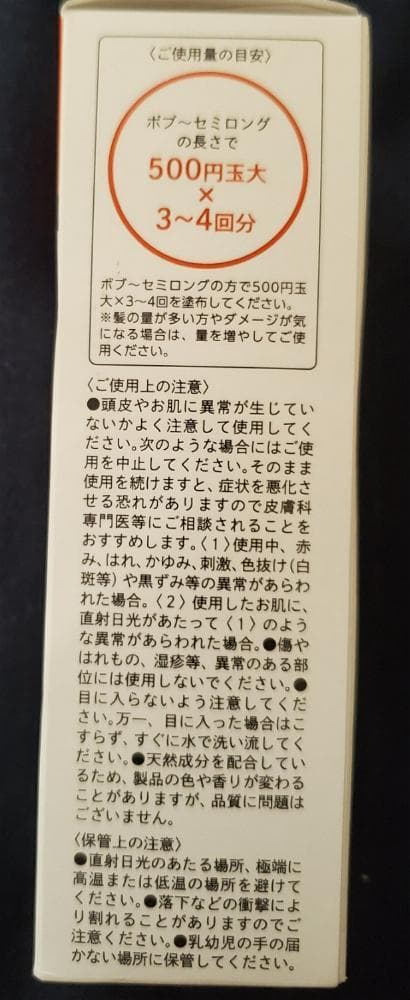 〈ご使用量の目安〉
ボブ〜セミロング
の長さで
500円玉大
×
3〜4回分
ボブ〜セミロングの方で500円玉
大×3〜4回を塗布してください。
※髪の量が多い方やダメージが気
になる場合は、量を増やしてご使
用ください。
〈ご使用上の注意〉
●頭皮やお肌に異常が生じてい
ないかよく注意して使用してく
ださい。次のような場合にはご使
用を中止してください。そのまま
使用を続けますと、症状を悪化さ
せる恐れがありますので皮膚科
専門医等にご相談されることを
おすすめします。〈1〉使用中、赤
み、はれ、かゆみ、刺激、色抜け(白
斑等)や黒ずみ等の異常があらわ
れた場合。〈2〉使用したお肌に、
直射日光があたって〈1〉のよう
な異常があらわれた場合。●傷や
はれもの、湿疹等、異常のある部
位には使用しないでください。●
目に入らないよう注意してくだ
さい。万一、目に入った場合はこ
すらず、すぐに水で洗い流してく
ださい。●天然成分を配合してい
るため、製品の色や香りが変わる
ことがありますが、品質に問題は
ございません。
〈保管上の注意〉
●直射日光のあたる場所、極端に
高温または低温の場所を避けて
ください。●落下などの衝撃によ
り割れることがありますのでご
注意ください。●乳幼児の手の届
かない場所に保管してください。